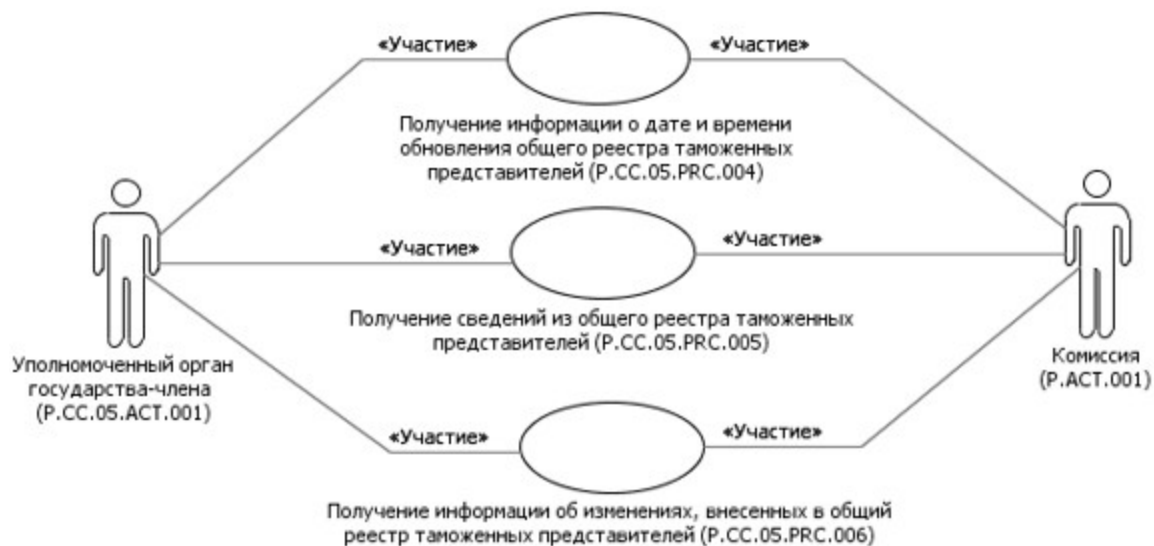 «Участие» «Участие»
Получение информации о дате и времени
обновления общего реестра таможенных
представителей (P.CC.05.PRC.004)
«Участие» «Участие»
Получение сведений из общего реестра таможенных
представителей (P.CC.05.PRC.005)
Уполномоченный орган
государства-члена
(P.CC.05.ACT.001)
Комиссия
(P.ACT.001)
«Участие» «Участие»
Получение информации об изменениях, внесенных в общий
реестр таможенных представителей (P.CC.05.PRC.006)